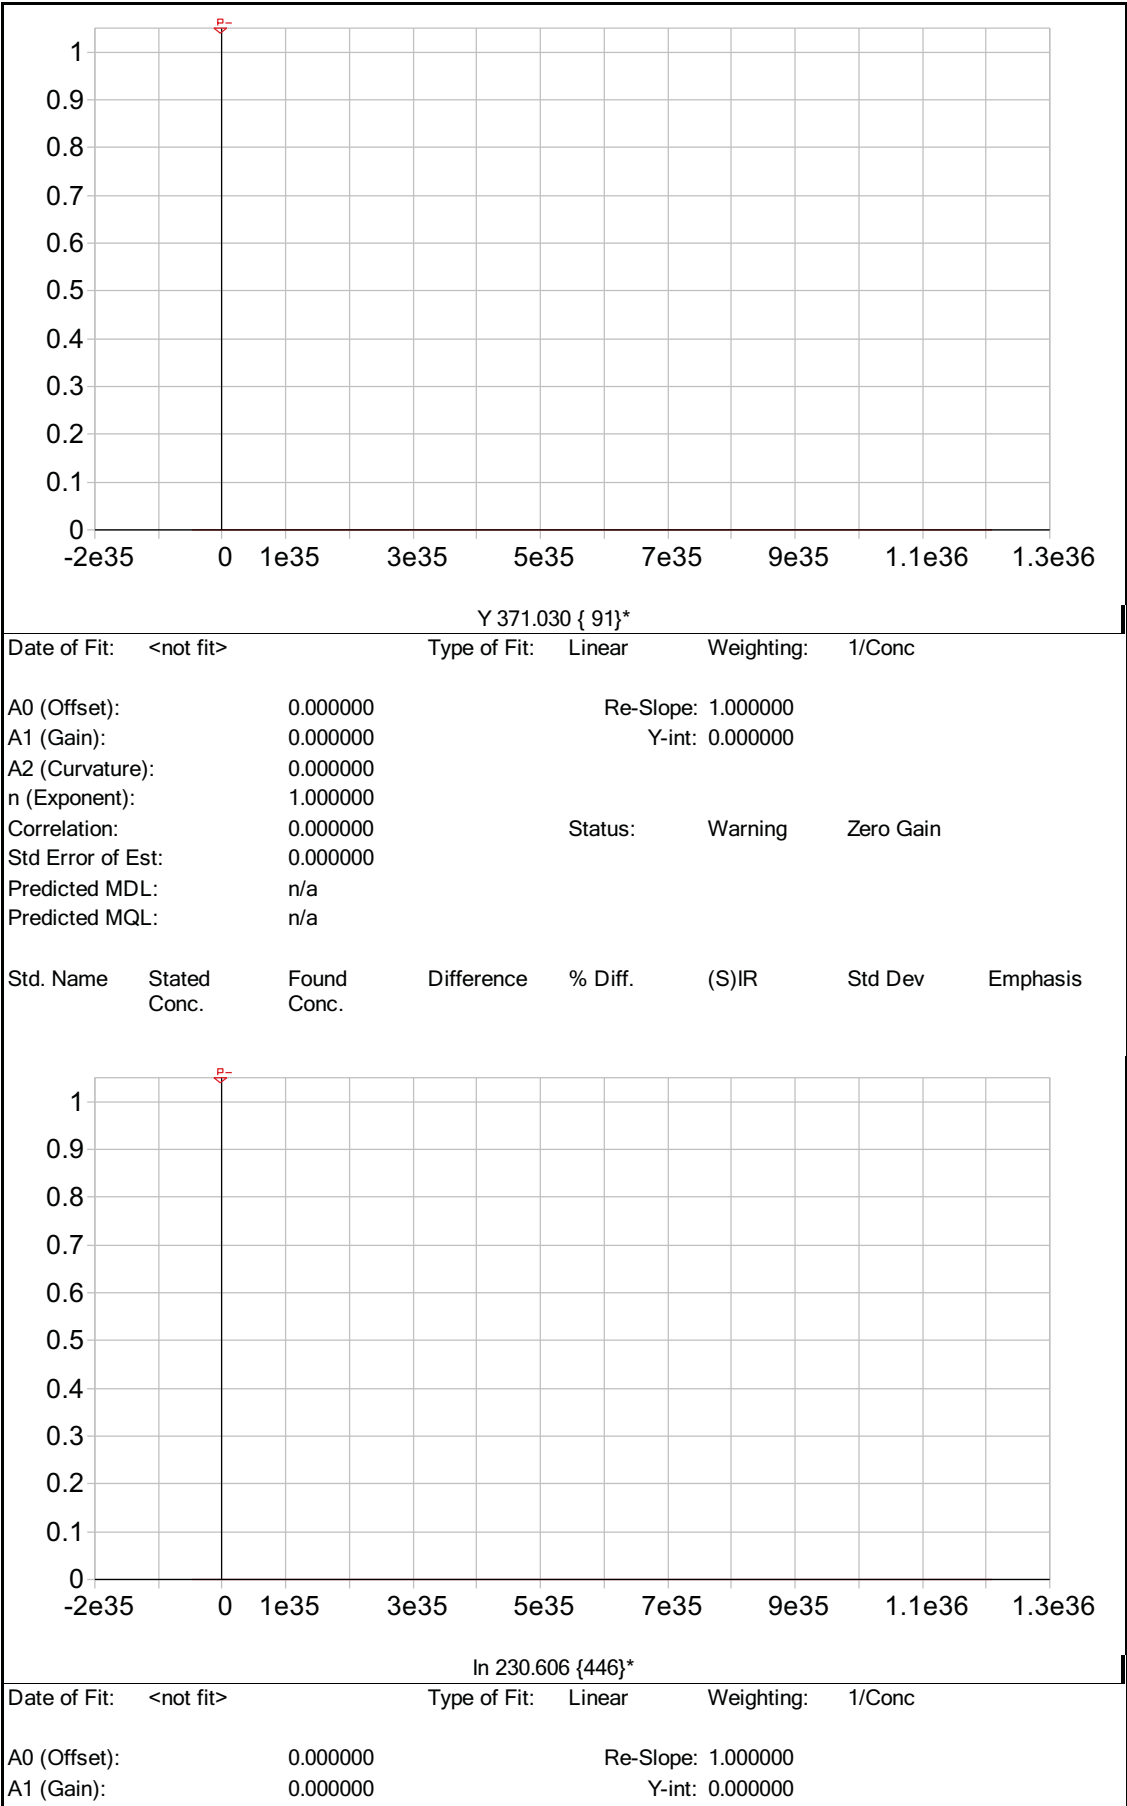 P-
1
0.9
0.8
0.7
0.6
0.5
0.4
0.3
0.2
0.1
0
-2e35 0 1e35 3e35 5e35 7e35 9e35 1.1e36 1.3e36
Y 371.030 { 91}*
Date of Fit: <not fit> Type of Fit: Linear Weighting: 1/Conc
A0 (Offset): 0.000000 Re-Slope: 1.000000
A1 (Gain): 0.000000 Y-int: 0.000000
A2 (Curvature): 0.000000
n (Exponent): 1.000000
Correlation: 0.000000 Status: Warning Zero Gain
Std Error of Est: 0.000000
Predicted MDL: n/a
Predicted MQL: n/a
Std. Name Stated Found Difference % Diff. (S)IR Std Dev Emphasis
Conc. Conc.
P-
1
0.9
0.8
0.7
0.6
0.5
0.4
0.3
0.2
0.1
0
-2e35 0 1e35 3e35 5e35 7e35 9e35 1.1e36 1.3e36
In 230.606 {446}*
Date of Fit: <not fit> Type of Fit: Linear Weighting: 1/Conc
A0 (Offset): 0.000000 Re-Slope: 1.000000
A1 (Gain): 0.000000 Y-int: 0.000000